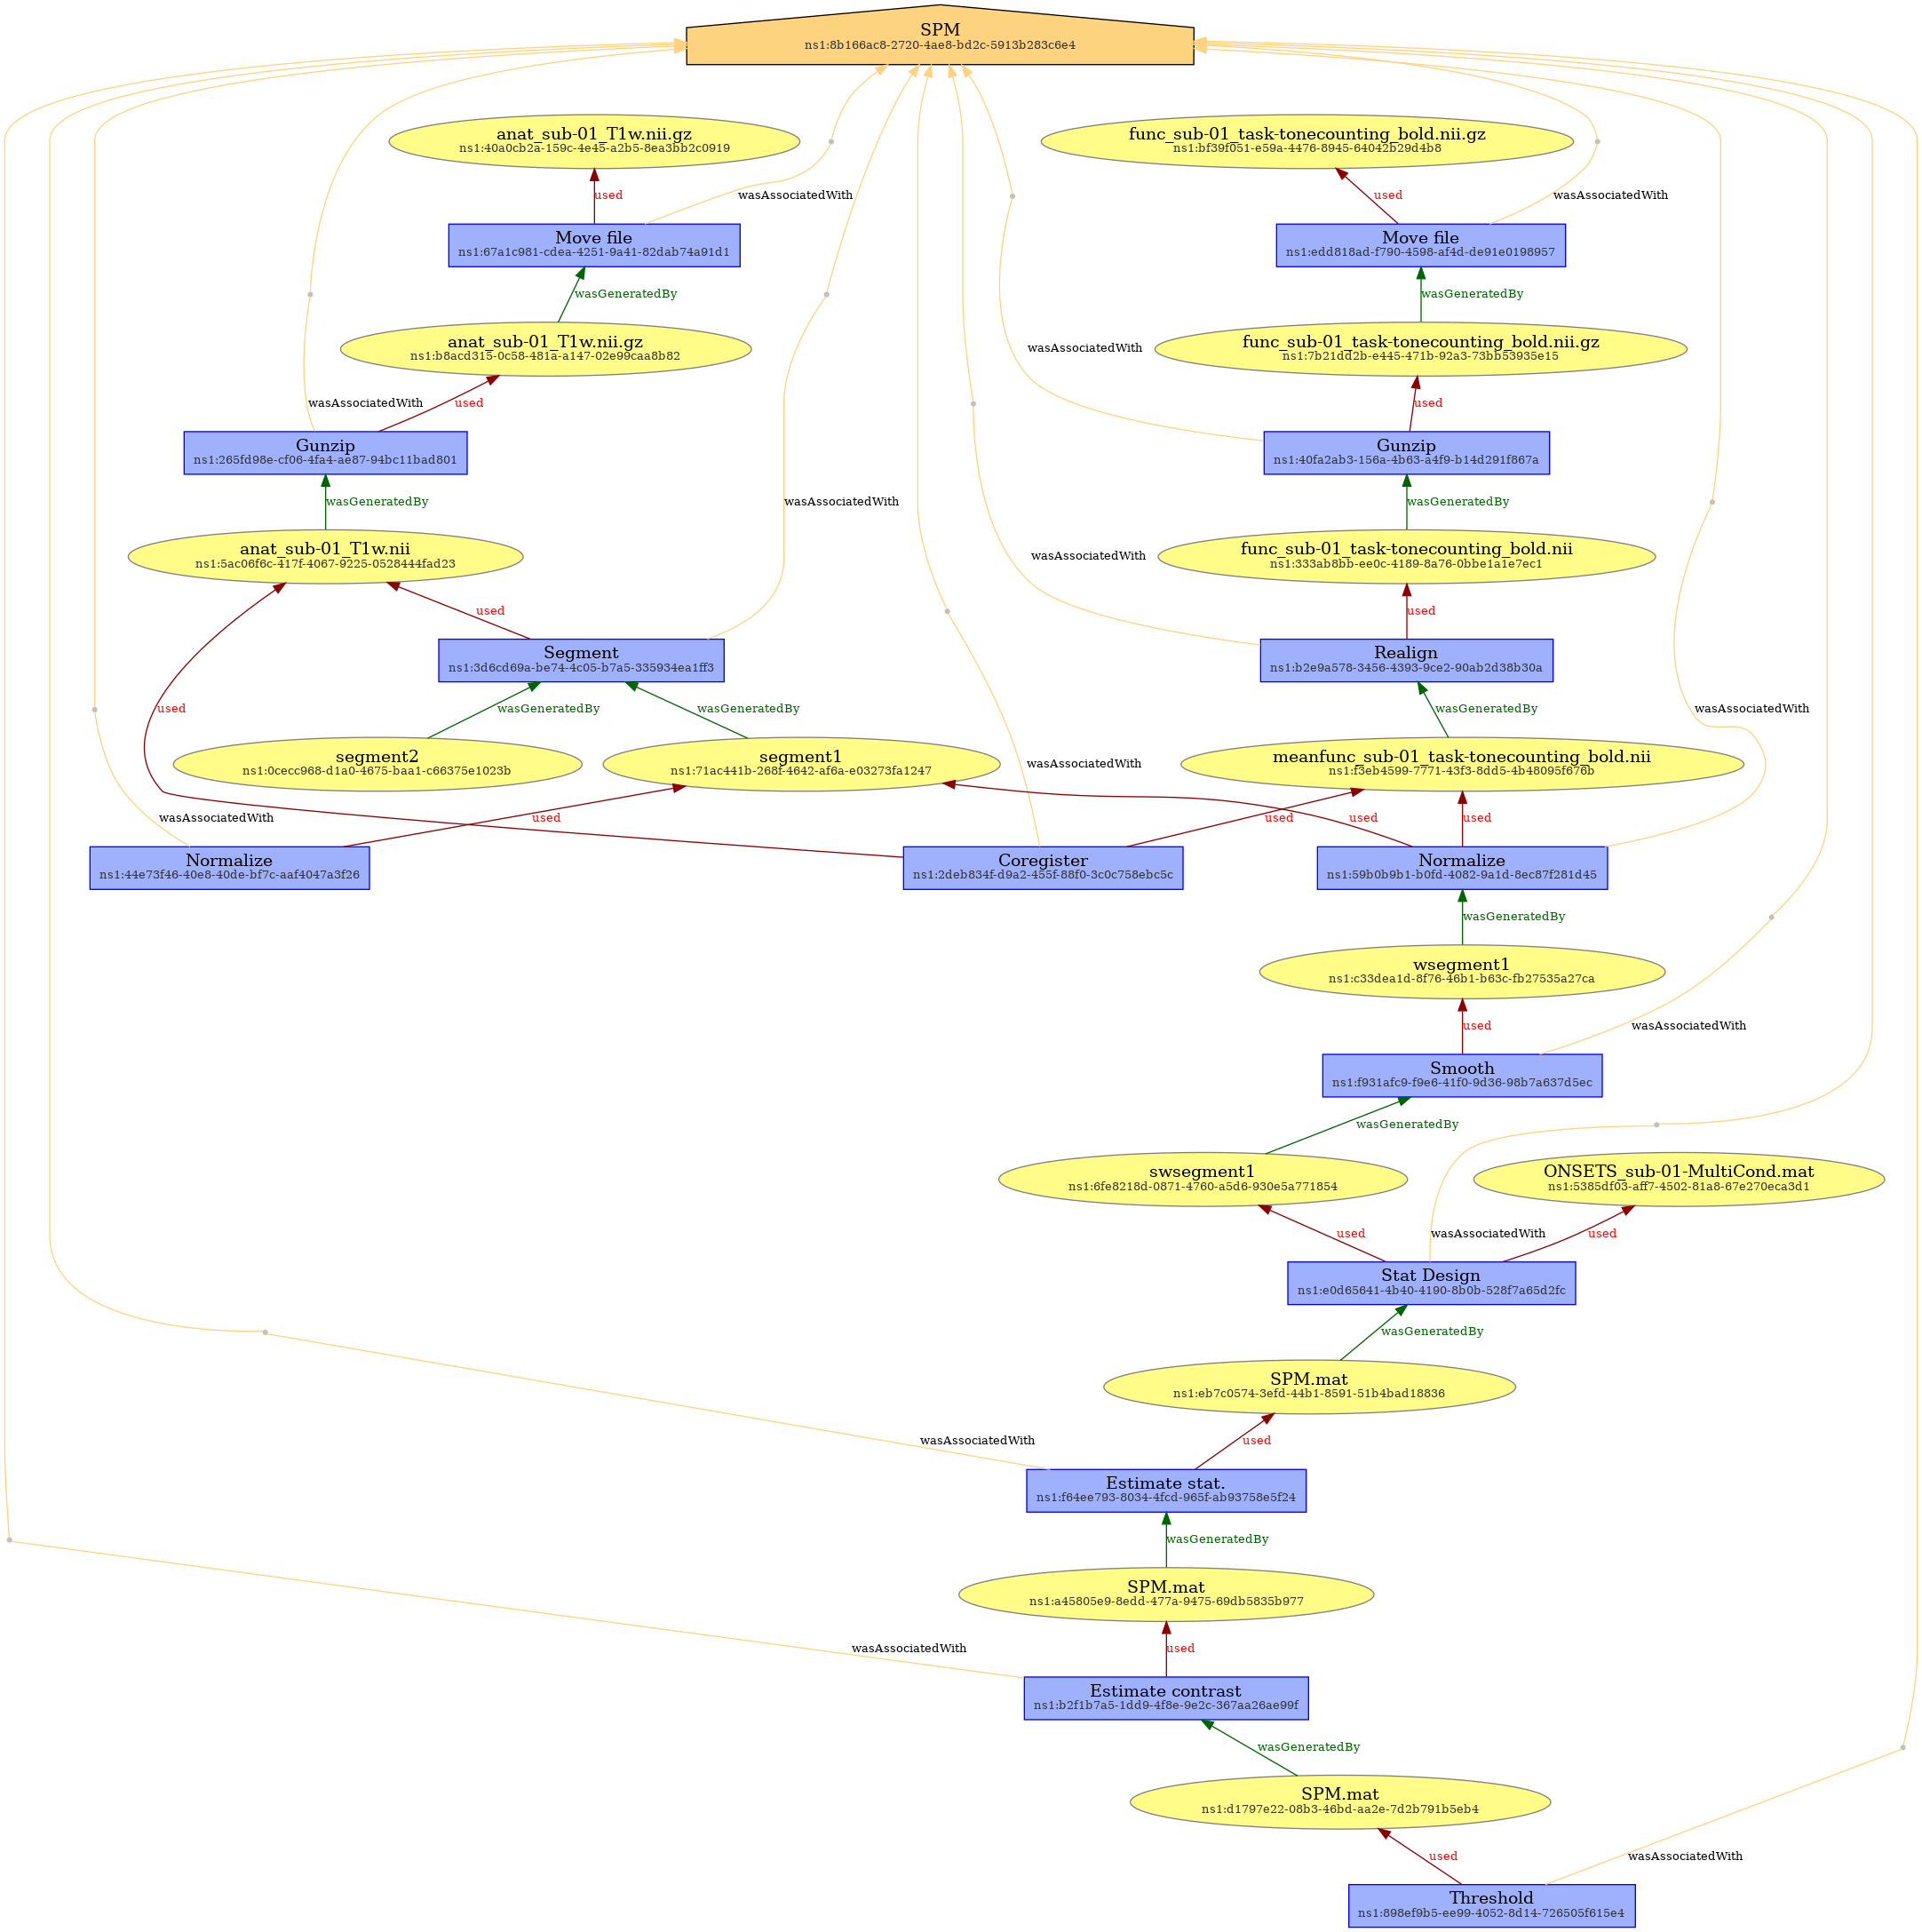 SPM
ns1:8b166ac8-2720-4ae8-bd2c-5913b283c6e4
anat_sub-01_T1w.nii.gz
ns1:40a0cb2a-159c-4e45-a2b5-8ea3bb2c0919
func_sub-01_task-tonecounting_bold.nii.gz
ns1:bf39f051-e59a-4476-8945-64042b29d4b8
used
wasAssociatedWith
used
wasAssociatedWith
Move file
ns1:67a1c981-cdea-4251-9a41-82dab74a91d1
Move file
ns1:edd818ad-f790-4598-af4d-de91e0198957
wasGeneratedBy
wasGeneratedBy
anat_sub-01_T1w.nii.gz
ns1:b8acd315-0c58-481a-a147-02e99caa8b82
wasAssociatedWith
func_sub-01_task-tonecounting_bold.nii.gz
ns1:7b21dd2b-e445-471b-92a3-73bb53935e15
wasAssociatedWith
used
used
Gunzip
ns1:265fd98e-cf06-4fa4-ae87-94bc11bad801
Gunzip
ns1:40fa2ab3-156a-4b63-a4f9-b14d291f867a
wasGeneratedBy
wasAssociatedWith
wasGeneratedBy
anat_sub-01_T1w.nii
ns1:5ac06f6c-417f-4067-9225-0528444fad23
wasAssociatedWith
func_sub-01_task-tonecounting_bold.nii
ns1:333ab8bb-ee0c-4189-8a76-0bbe1a1e7ec1
used
used
Segment
ns1:3d6cd69a-be74-4c05-b7a5-335934ea1ff3
Realign
ns1:b2e9a578-3456-4393-9ce2-90ab2d38b30a
used
wasGeneratedBy
wasGeneratedBy
wasGeneratedBy
wasAssociatedWith
segment2
ns1:0cecc968-d1a0-4675-baa1-c66375e1023b
segment1
ns1:71ac441b-268f-4642-af6a-e03273fa1247
wasAssociatedWith
meanfunc_sub-01_task-tonecounting_bold.nii
ns1:f3eb4599-7771-43f3-8dd5-4b48095f676b
wasAssociatedWith
used
used
used
used
Normalize
ns1:44e73f46-40e8-40de-bf7c-aaf4047a3f26
Coregister
ns1:2deb834f-d9a2-455f-88f0-3c0c758ebc5c
Normalize
ns1:59b0b9b1-b0fd-4082-9a1d-8ec87f281d45
wasGeneratedBy
wsegment1
ns1:c33dea1d-8f76-46b1-b63c-fb27535a27ca
used
wasAssociatedWith
Smooth
ns1:f931afc9-f9e6-41f0-9d36-98b7a637d5ec
wasGeneratedBy
swsegment1
ns1:6fe8218d-0871-4760-a5d6-930e5a771854
ONSETS_sub-01-MultiCond.mat
ns1:5385df03-aff7-4502-81a8-67e270eca3d1
used
wasAssociatedWith
used
Stat Design
ns1:e0d65641-4b40-4190-8b0b-528f7a65d2fc
wasGeneratedBy
SPM.mat
ns1:eb7c0574-3efd-44b1-8591-51b4bad18836
wasAssociatedWith
used
Estimate stat.
ns1:f64ee793-8034-4fcd-965f-ab93758e5f24
wasGeneratedBy
SPM.mat
ns1:a45805e9-8edd-477a-9475-69db5835b977
wasAssociatedWith
used
Estimate contrast
ns1:b2f1b7a5-1dd9-4f8e-9e2c-367aa26ae99f
wasGeneratedBy
SPM.mat
ns1:d1797e22-08b3-46bd-aa2e-7d2b791b5eb4
used
wasAssociatedWith
Threshold
ns1:898ef9b5-ee99-4052-8d14-726505f615e4